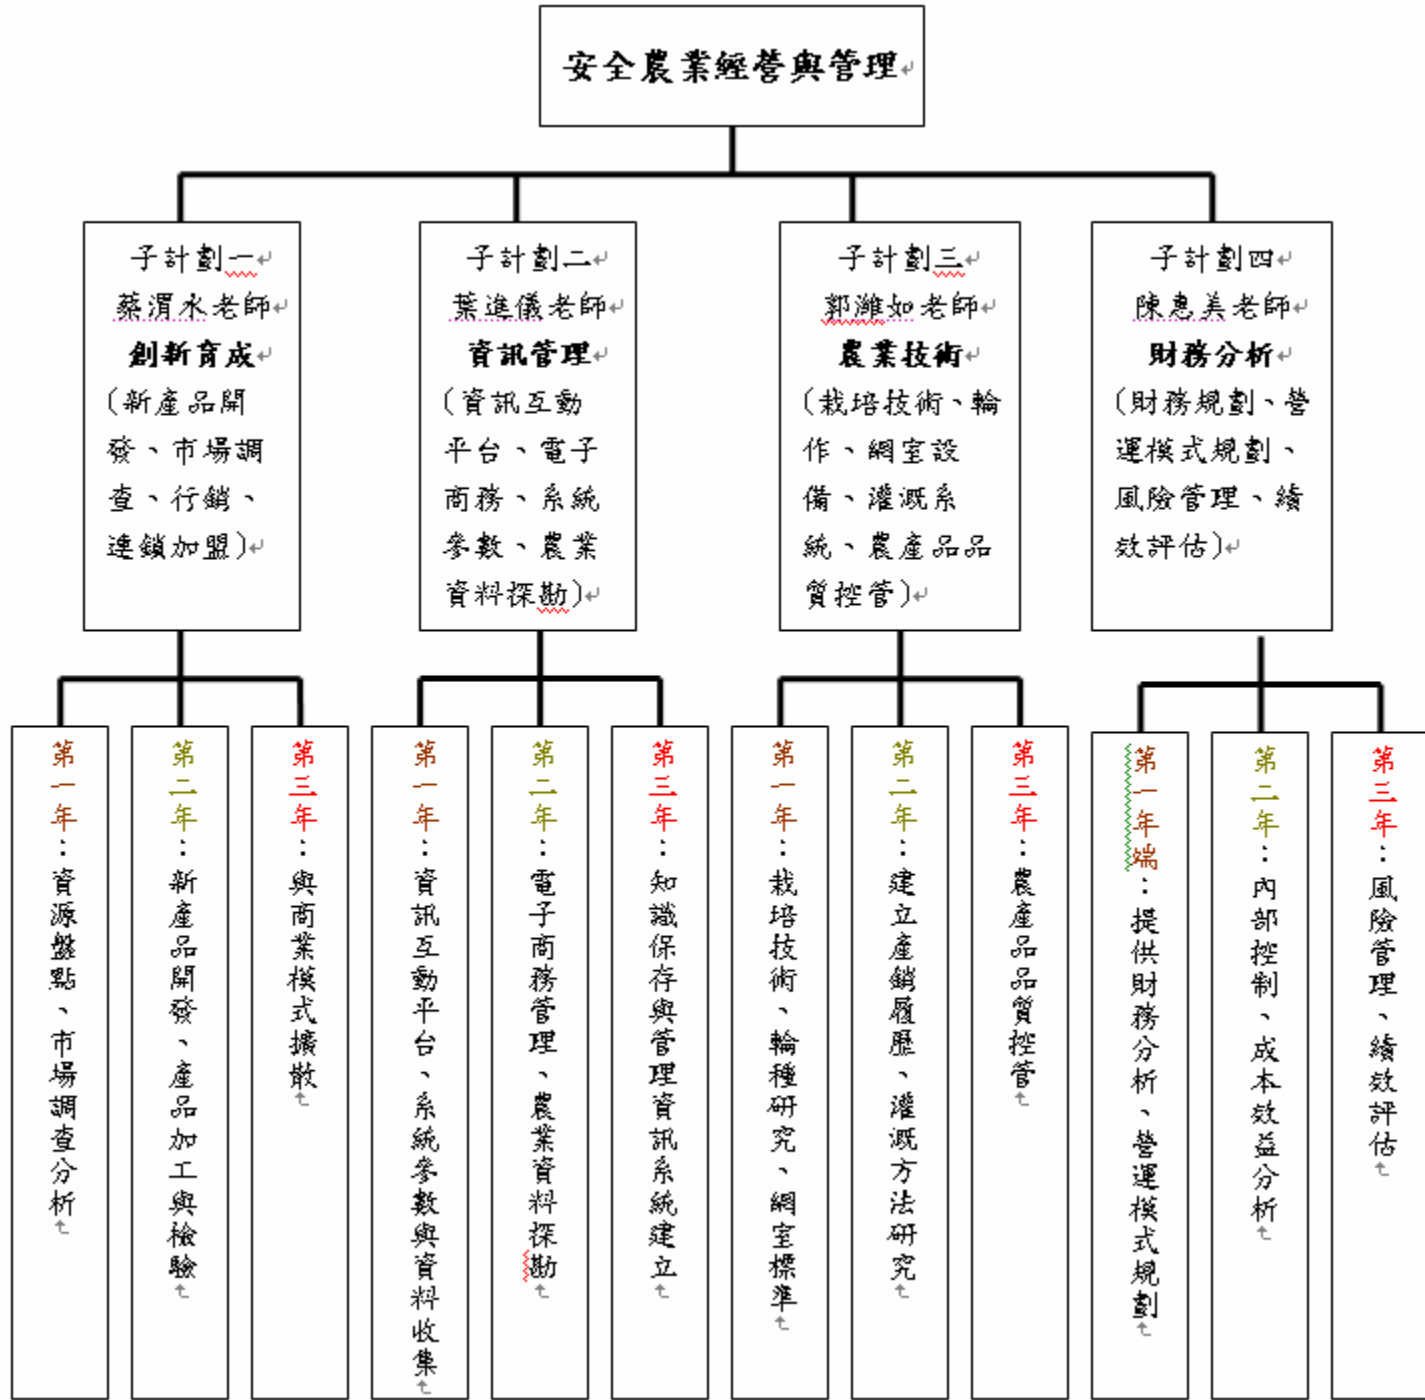 安全農業經營與管理
子計劃一
蔡渭水老師
創新育成
(新產品開
發、市場調
查、行銷、
連鎖加盟)
子計劃二
葉進儀老師
資訊管理
(資訊互動
平台、電子
商務、系統
參數、農業
資料探勘)
子計劃三
郭濰如老師
農業技術
(栽培技術、輪
作、網室設
備、灌溉系
統、農產品品
質控管)
子計劃四
陳惠美老師
財務分析
(財務規劃、營
運模式規劃、
風險管理、績
效評估)
第一年：資源盤點、市場調查分析
第二年：新產品開發、產品加工與檢驗
第三年：與商業模式擴散
第一年：資訊互動平台、系統參數與資料收集
第二年：電子商務管理、農業資料探勘
第三年：知識保存與管理資訊系統建立
第一年：栽培技術、輪種研究、網室標準
第二年：建立產銷履歷、灌溉方法研究
第三年：農產品品質控管
第一年端：提供財務分析、營運模式規劃
第二年：內部控制、成本效益分析
第三年：風險管理、績效評估